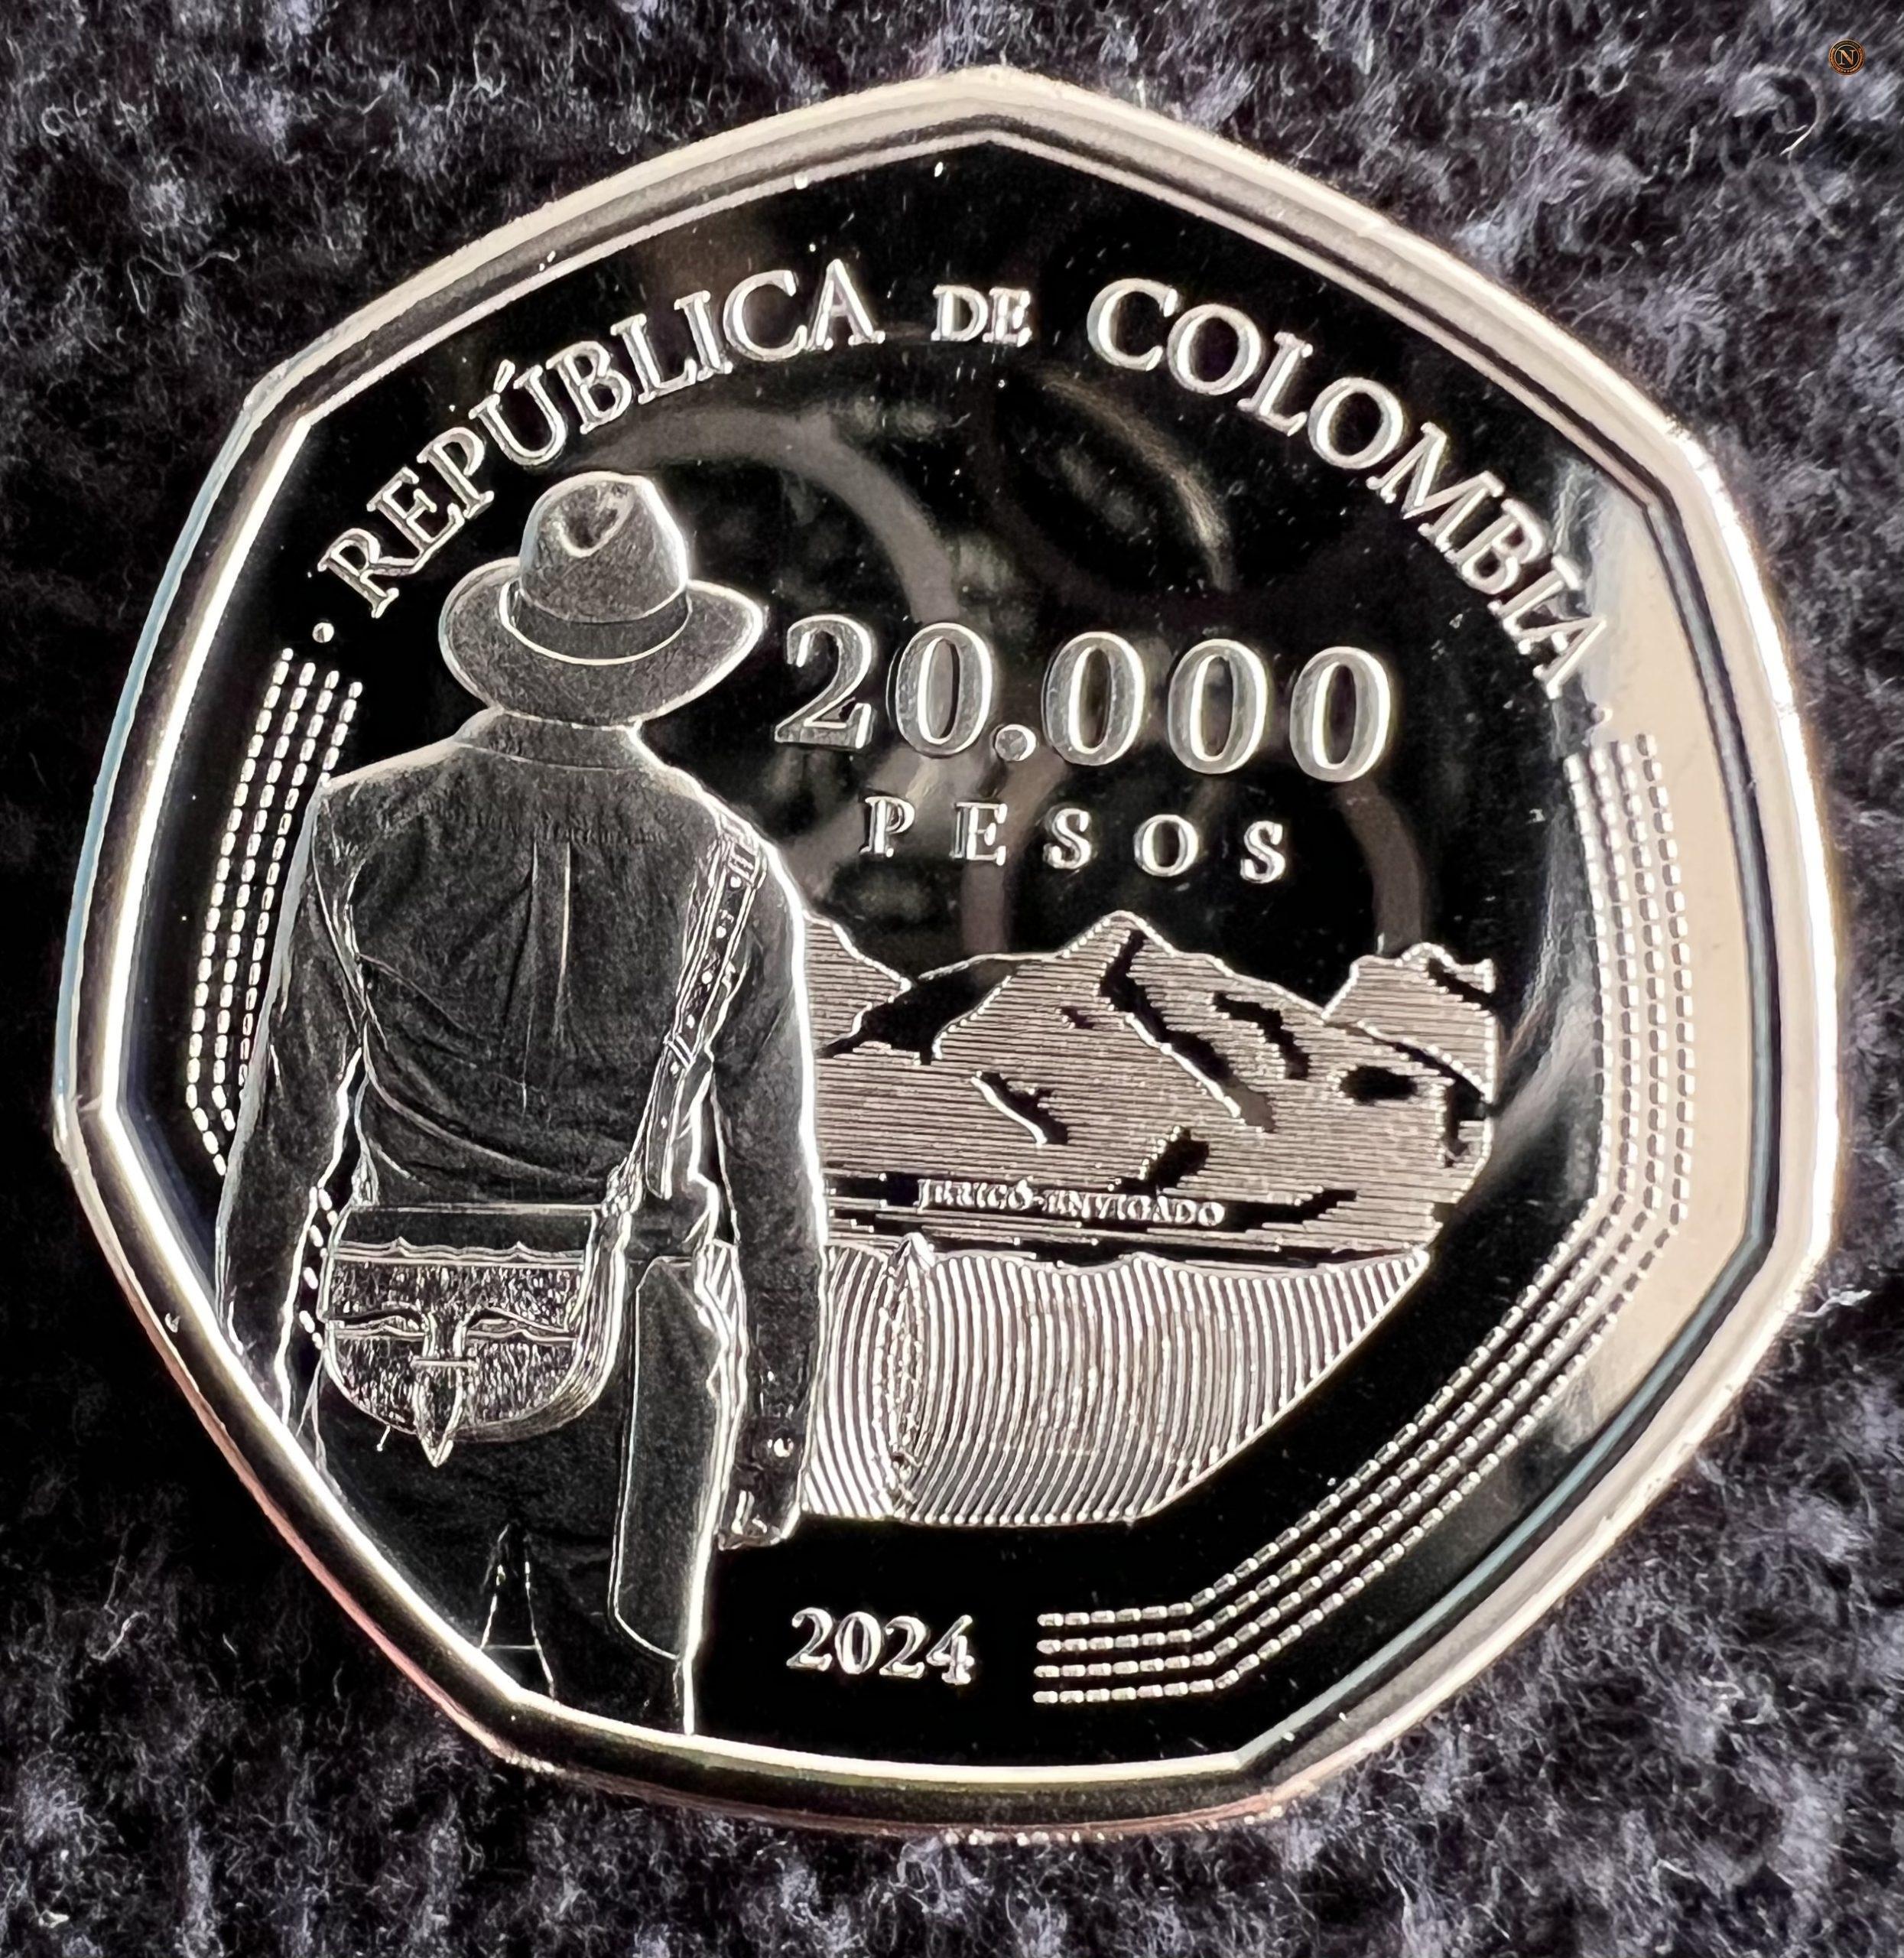 · REPÚBLICA DE COLOMBIA ·
20.000
PESOS
JERICÓ-ENVIGADO
2024
N